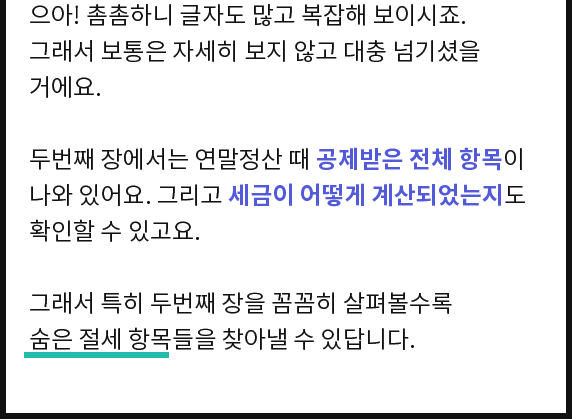 으아! 촘촘하니 글자도 많고 복잡해 보이시죠.
그래서 보통은 자세히 보지 않고 대충 넘기셨을
거에요.
두번째 장에서는 연말정산 때 공제받은 전체 항목이
나와 있어요. 그리고 세금이 어떻게 계산되었는지도
확인할 수 있고요.
그래서 특히 두번째 장을 꼼꼼히 살펴볼수록
숨은 절세 항목들을 찾아낼 수 있답니다.